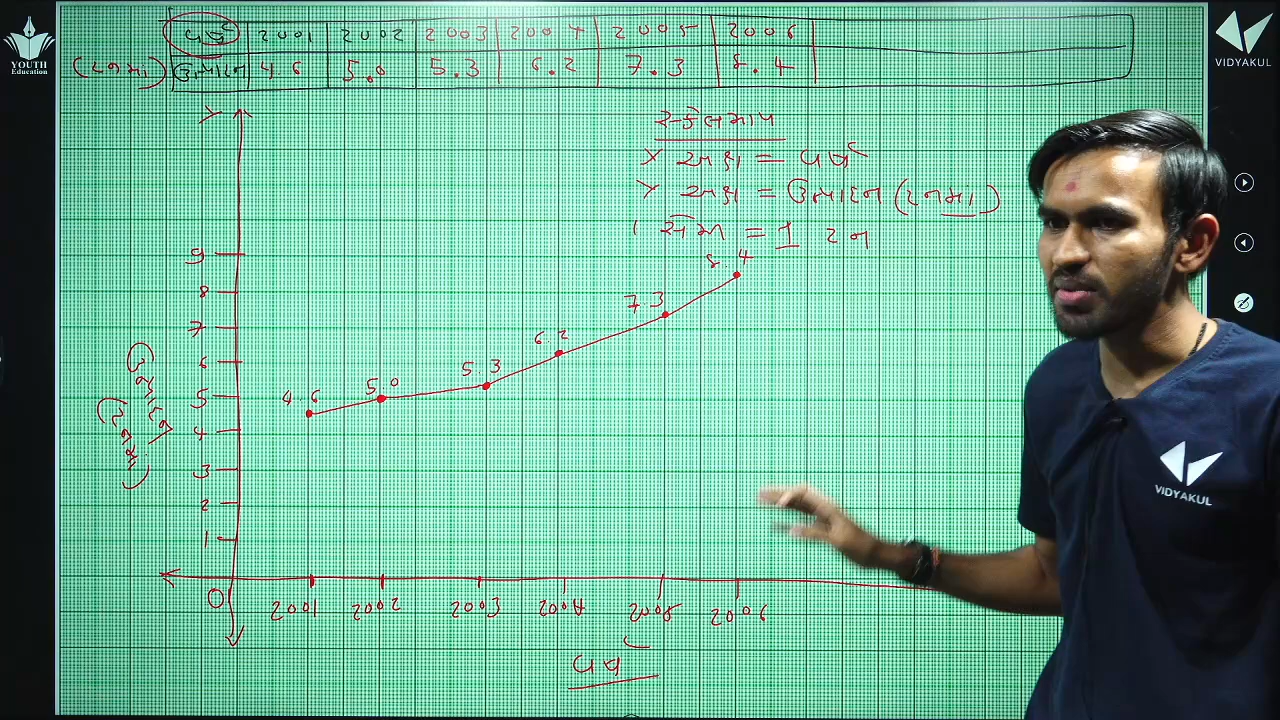 YOUTH
Education
VIDYAKUL
વર્ષ 2001 2002 2003 2004 2005 2006
(ટનમાં) ઉત્પાદન 4.6 5.0 5.3 6.2 7.3 8.4
Y
સ્કેલમાપ
X અક્ષ = વર્ષ
Y અક્ષ = ઉત્પાદન (ટનમાં)
1 સેમી = 1 ટન
9
8
7
6
5
4
3
2
1
0
ઉત્પાદન
(ટનમાં)
4.6 5.0 5.3 6.2 7.3 8.4
2001 2002 2003 2004 2005 2006
વર્ષ
VIDYAKUL